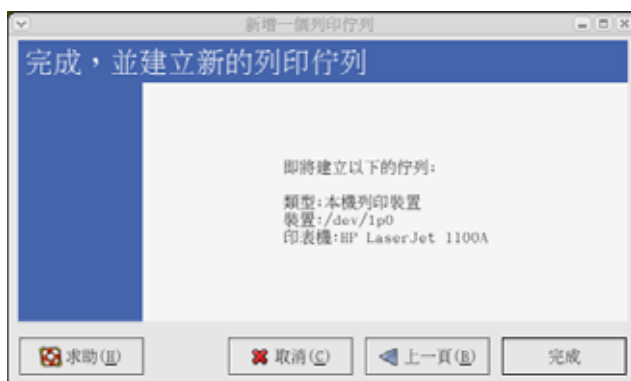 新增一個列印佇列
完成，並建立新的列印佇列
即將建立以下的佇列:
類型:本機列印裝置
裝置:/dev/lp0
印表機:HP LaserJet 1100A
求助(H)
取消(C)
上一頁(B)
完成